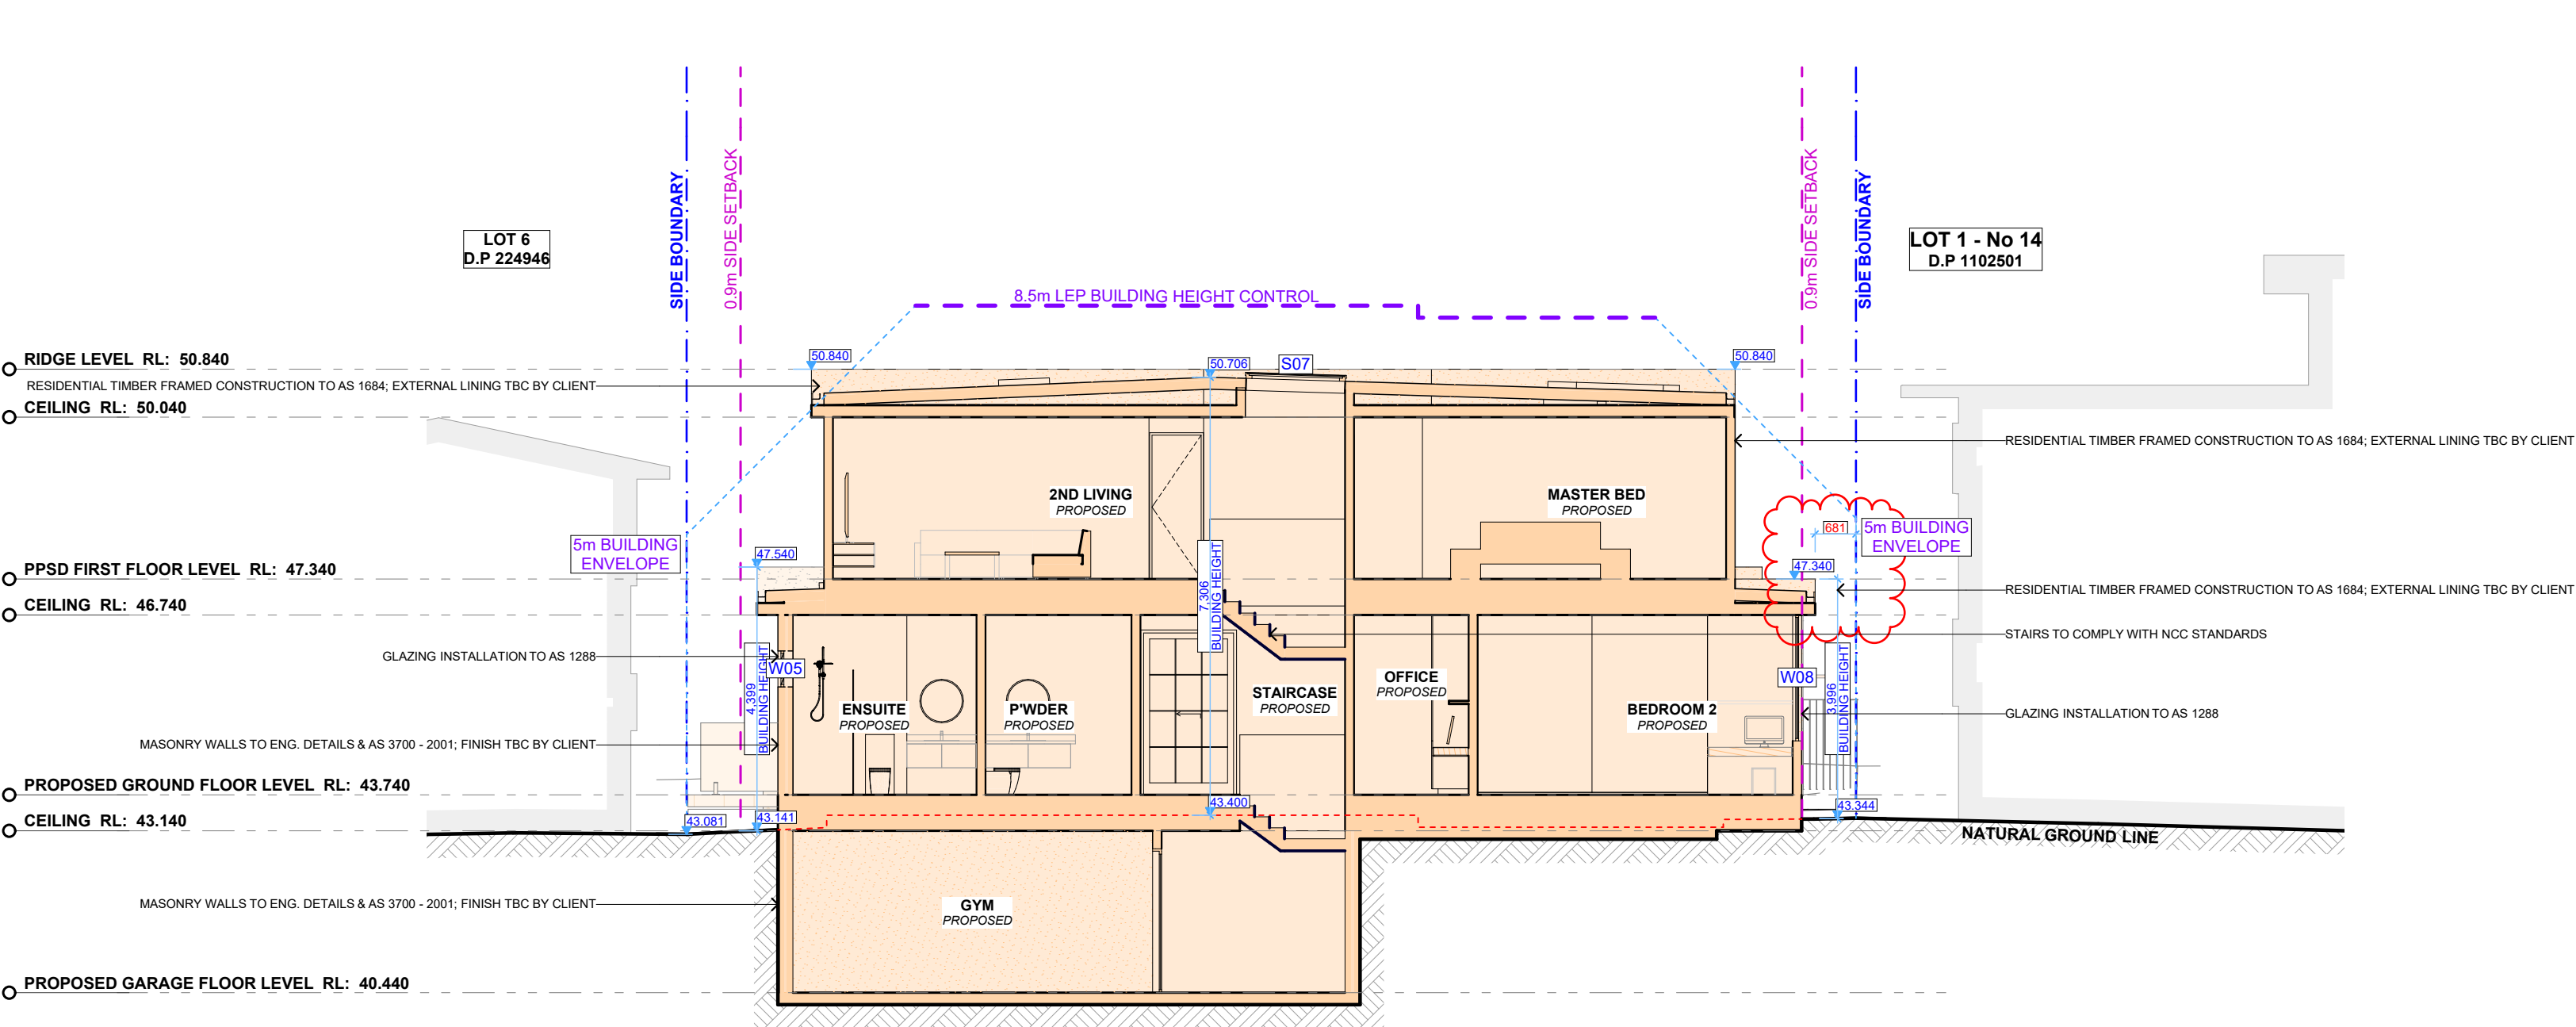 SIDE BOUNDARY
0.9m SIDE SETBACK
0.9m SIDE SETBACK
SIDE BOUNDARY
LOT 6
D.P 224946
LOT 1 - No 14
D.P 1102501
8.5m LEP BUILDING HEIGHT CONTROL
RIDGE LEVEL RL: 50.840
50.840
50.706
S07
50.840
RESIDENTIAL TIMBER FRAMED CONSTRUCTION TO AS 1684; EXTERNAL LINING TBC BY CLIENT
CEILING RL: 50.040
RESIDENTIAL TIMBER FRAMED CONSTRUCTION TO AS 1684; EXTERNAL LINING TBC BY CLIENT
2ND LIVING
PROPOSED
MASTER BED
PROPOSED
5m BUILDING
ENVELOPE
47.540
681
5m BUILDING
ENVELOPE
PPSD FIRST FLOOR LEVEL RL: 47.340
47.340
RESIDENTIAL TIMBER FRAMED CONSTRUCTION TO AS 1684; EXTERNAL LINING TBC BY CLIENT
CEILING RL: 46.740
7,306
BUILDING HEIGHT
STAIRS TO COMPLY WITH NCC STANDARDS
GLAZING INSTALLATION TO AS 1288
W05
4,399
BUILDING HEIGHT
ENSUITE
PROPOSED
P'WDER
PROPOSED
STAIRCASE
PROPOSED
OFFICE
PROPOSED
BEDROOM 2
PROPOSED
W08
3,996
BUILDING HEIGHT
GLAZING INSTALLATION TO AS 1288
MASONRY WALLS TO ENG. DETAILS & AS 3700 - 2001; FINISH TBC BY CLIENT
PROPOSED GROUND FLOOR LEVEL RL: 43.740
43.400
43.344
CEILING RL: 43.140
43.081
43.141
NATURAL GROUND LINE
MASONRY WALLS TO ENG. DETAILS & AS 3700 - 2001; FINISH TBC BY CLIENT
GYM
PROPOSED
PROPOSED GARAGE FLOOR LEVEL RL: 40.440